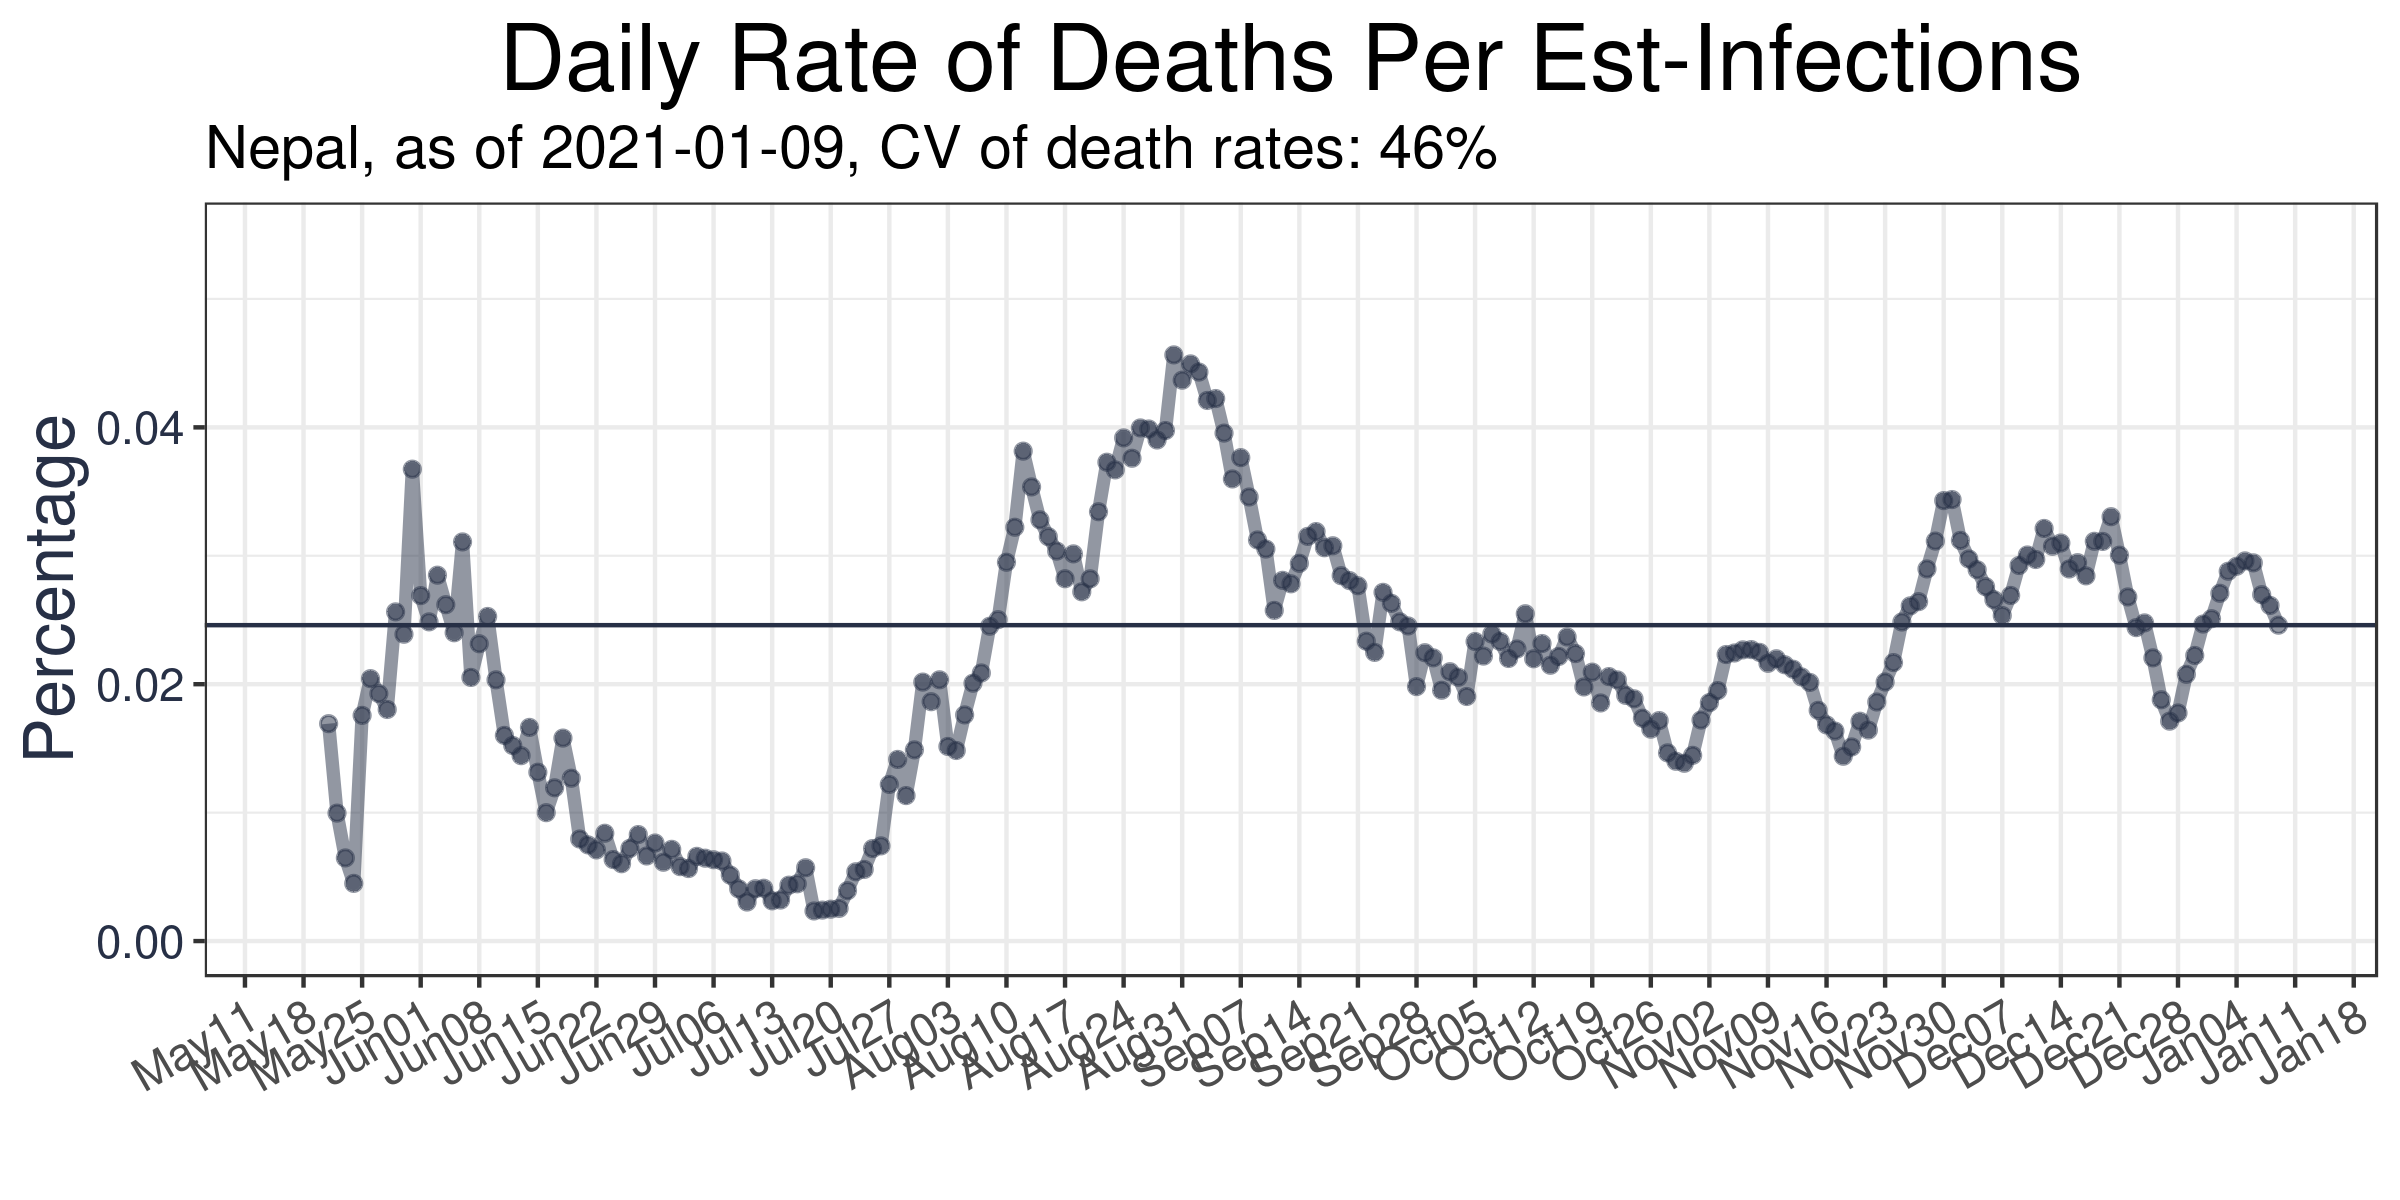 Daily Rate of Deaths Per Est-Infections
Nepal, as of 2021-01-09, CV of death rates: 46%
Percentage
0.04
0.02
0.00
May11 May18 May25 Jun01 Jun08 Jun15 Jun22 Jun29 Jul06 Jul13 Jul20 Jul27 Aug03 Aug10 Aug17 Aug24 Aug31 Sep07 Sep14 Sep21 Sep28 Oct05 Oct12 Oct19 Oct26 Nov02 Nov09 Nov16 Nov23 Nov30 Dec07 Dec14 Dec21 Dec28 Jan04 Jan11 Jan18